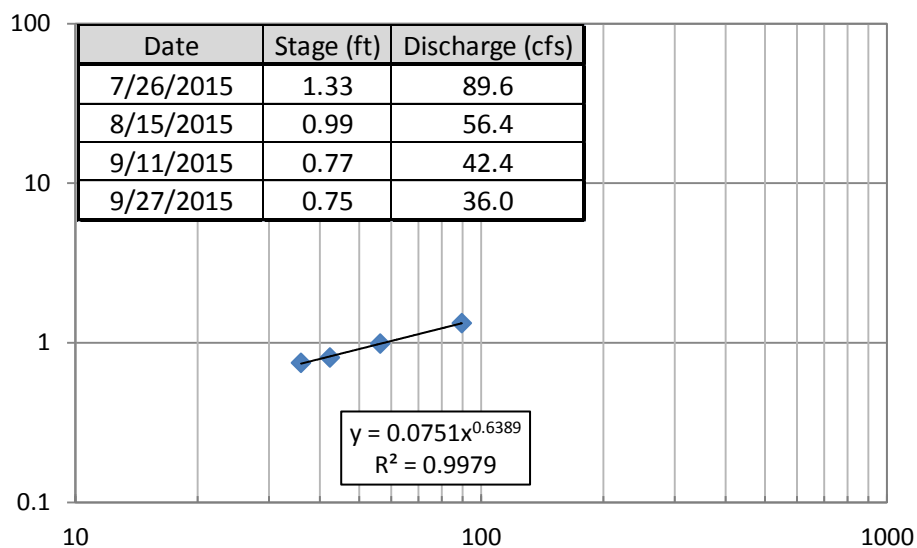 100
Date Stage (ft) Discharge (cfs)
7/26/2015 1.33 89.6
8/15/2015 0.99 56.4
9/11/2015 0.77 42.4
9/27/2015 0.75 36.0
10
1
y = 0.0751x^0.6389
R² = 0.9979
0.1
10 100 1000